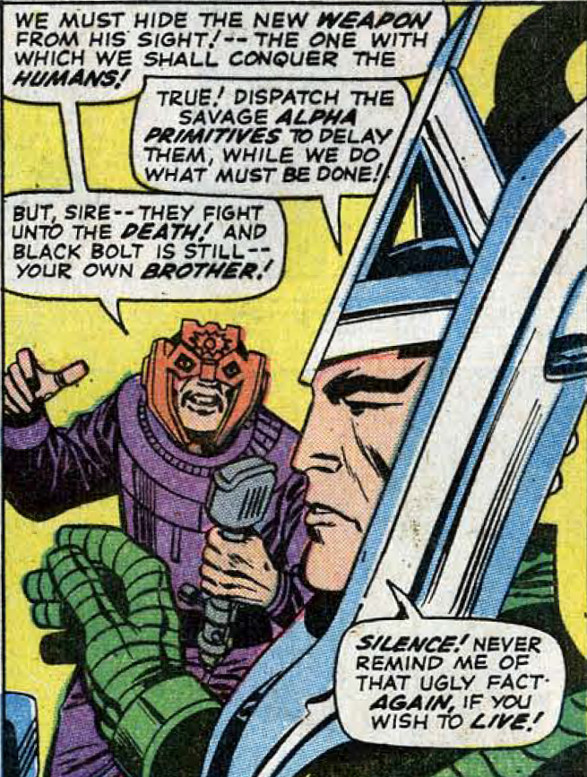 WE MUST HIDE THE NEW WEAPON
FROM HIS SIGHT!--THE ONE WITH
WHICH WE SHALL CONQUER THE
HUMANS!
TRUE! DISPATCH THE
SAVAGE ALPHA
PRIMITIVES TO DELAY
THEM, WHILE WE DO
WHAT MUST BE DONE!
BUT, SIRE--THEY FIGHT
UNTO THE DEATH! AND
BLACK BOLT IS STILL--
YOUR OWN BROTHER!
SILENCE! NEVER
REMIND ME OF
THAT UGLY FACT
AGAIN, IF YOU
WISH TO LIVE!